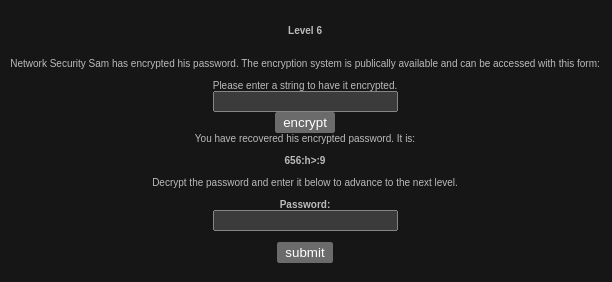 Level 6
Network Security Sam has encrypted his password. The encryption system is publically available and can be accessed with this form:
Please enter a string to have it encrypted.
encrypt
You have recovered his encrypted password. It is:
656:h>:9
Decrypt the password and enter it below to advance to the next level.
Password:
submit